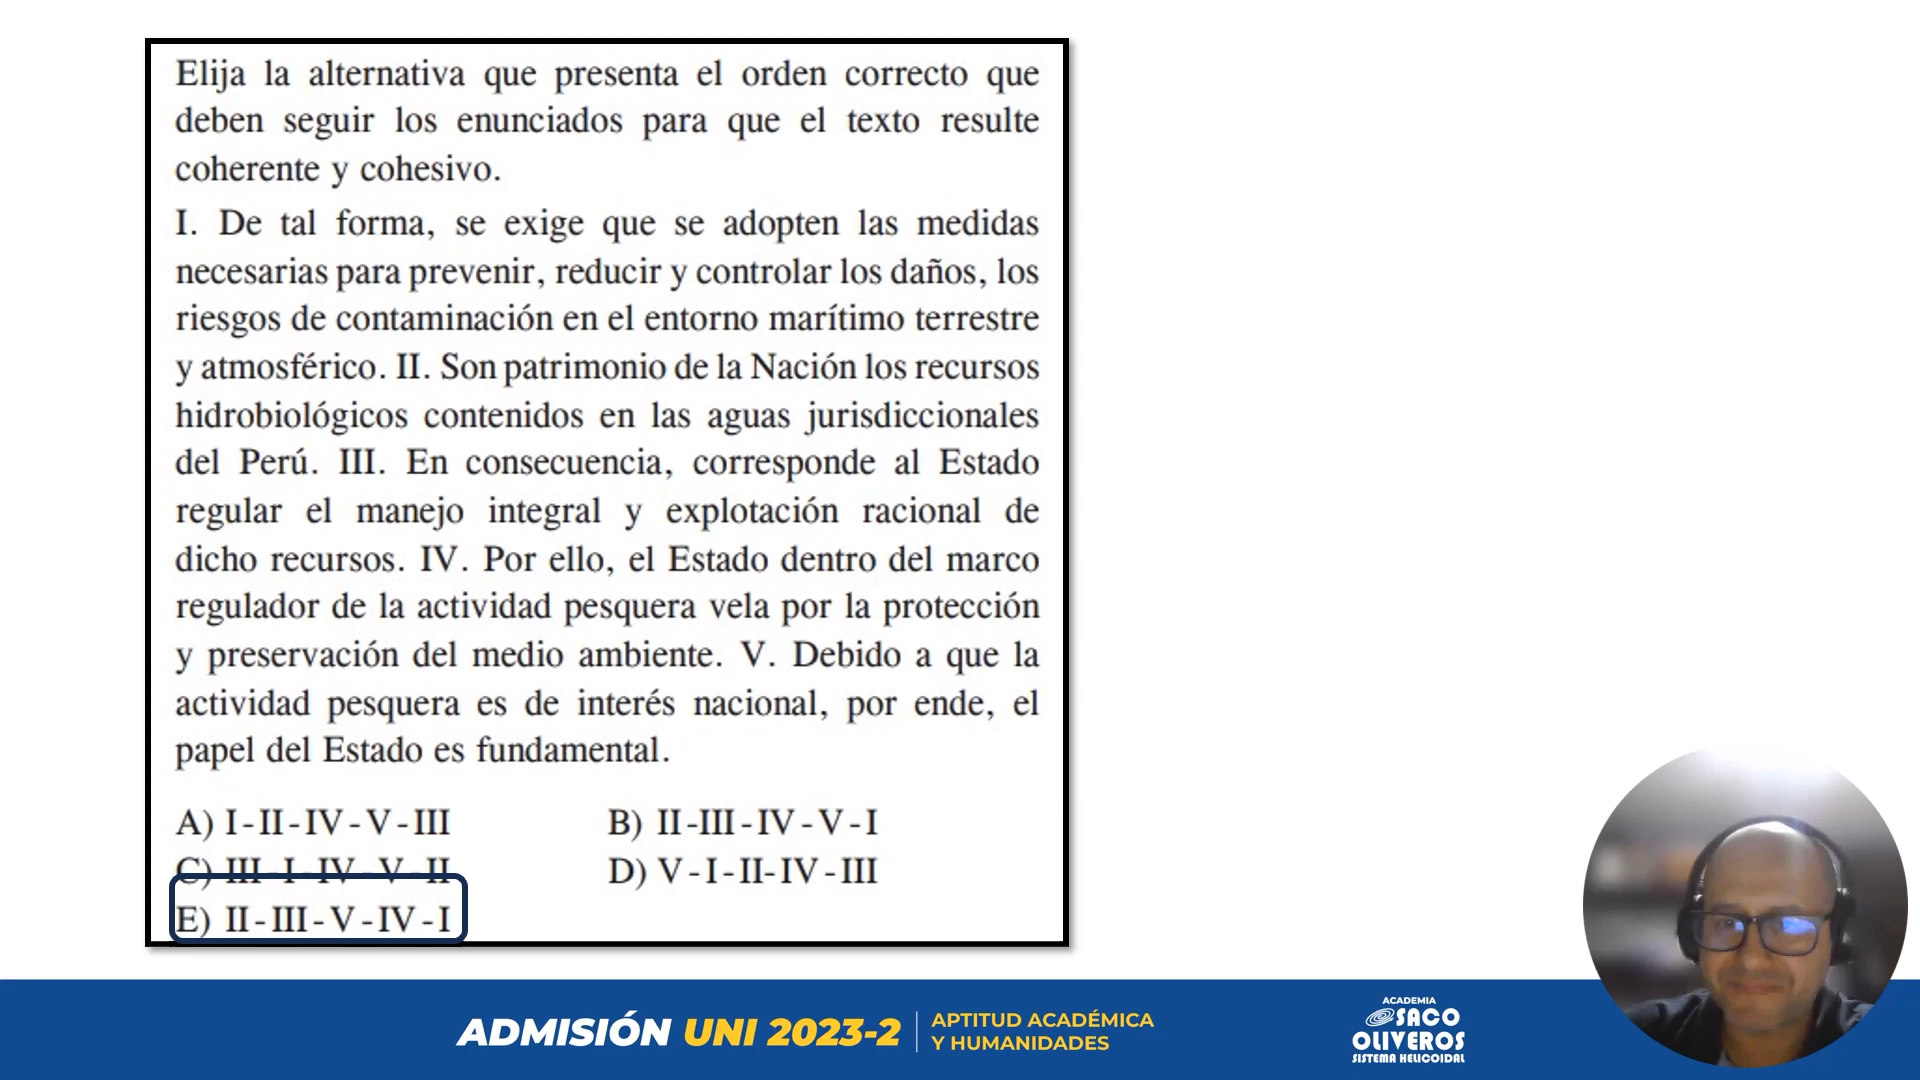 Elija la alternativa que presenta el orden correcto que
deben seguir los enunciados para que el texto resulte
coherente y cohesivo.
I. De tal forma, se exige que se adopten las medidas
necesarias para prevenir, reducir y controlar los daños, los
riesgos de contaminación en el entorno marítimo terrestre
y atmosférico. II. Son patrimonio de la Nación los recursos
hidrobiológicos contenidos en las aguas jurisdiccionales
del Perú. III. En consecuencia, corresponde al Estado
regular el manejo integral y explotación racional de
dicho recursos. IV. Por ello, el Estado dentro del marco
regulador de la actividad pesquera vela por la protección
y preservación del medio ambiente. V. Debido a que la
actividad pesquera es de interés nacional, por ende, el
papel del Estado es fundamental.
A) I-II-IV-V-III B) II-III-IV-V-I
C) III-I-IV-V-II D) V-I-II-IV-III
E) II-III-V-IV-I
ADMISIÓN UNI 2023-2
APTITUD ACADÉMICA
Y HUMANIDADES
ACADEMIA
SACO
OLIVEROS
SISTEMA HELICOIDAL